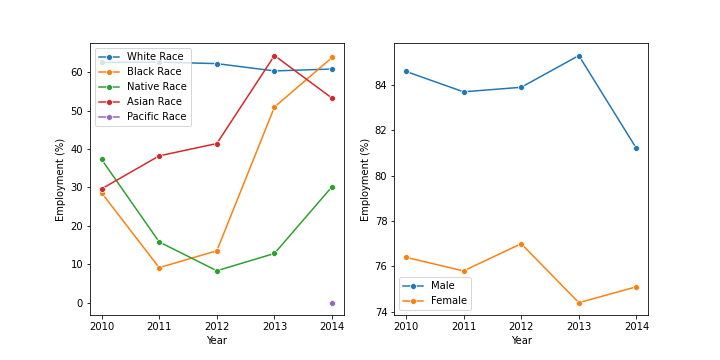 White Race
Black Race
Native Race
Asian Race
Pacific Race
Employment (%)
60
50
40
30
20
10
0
2010 2011 2012 2013 2014
Year
Employment (%)
84
82
80
78
76
74
Male
Female
2010 2011 2012 2013 2014
Year